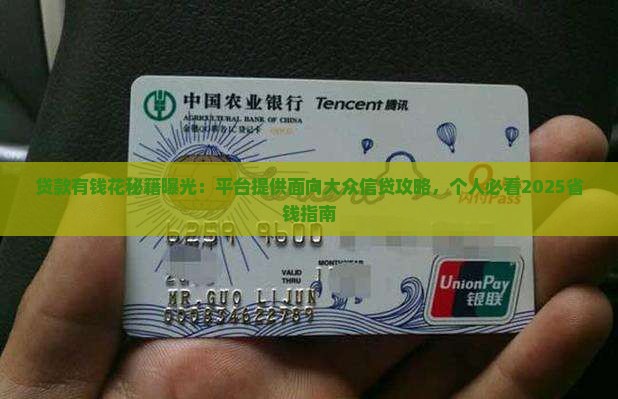 中国农业银行 Tencent 腾讯
AGRICULTURAL BANK OF CHINA
贷款有钱花秘籍曝光：平台提供面向大众信贷攻略，个人必看2025省
钱指南
6259 9600
MONTH/YEAR
VALID
THRU
MR.GUO LIJUN
UnionPay
银联